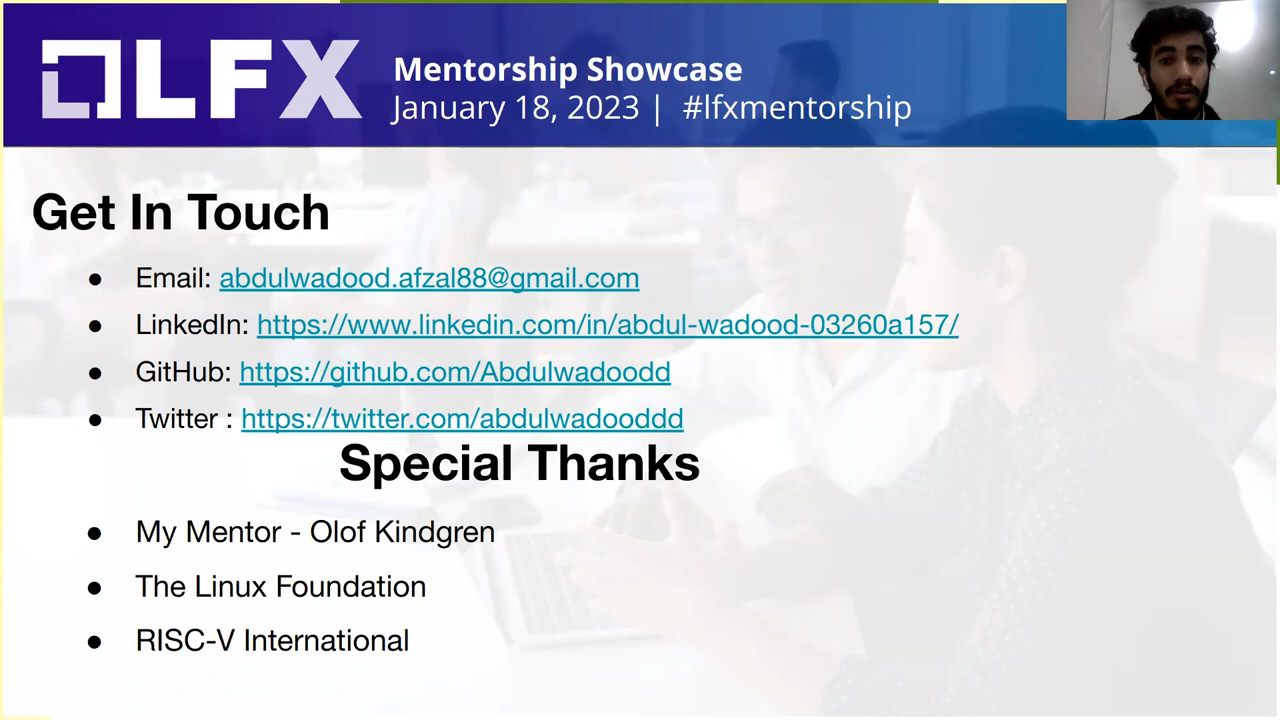 LFX
Mentorship Showcase
January 18, 2023 | #lfxmentorship
Get In Touch
● Email: abdulwadood.afzal88@gmail.com
● LinkedIn: https://www.linkedin.com/in/abdul-wadood-03260a157/
● GitHub: https://github.com/Abdulwadoodd
● Twitter : https://twitter.com/abdulwadooddd
Special Thanks
● My Mentor - Olof Kindgren
● The Linux Foundation
● RISC-V International